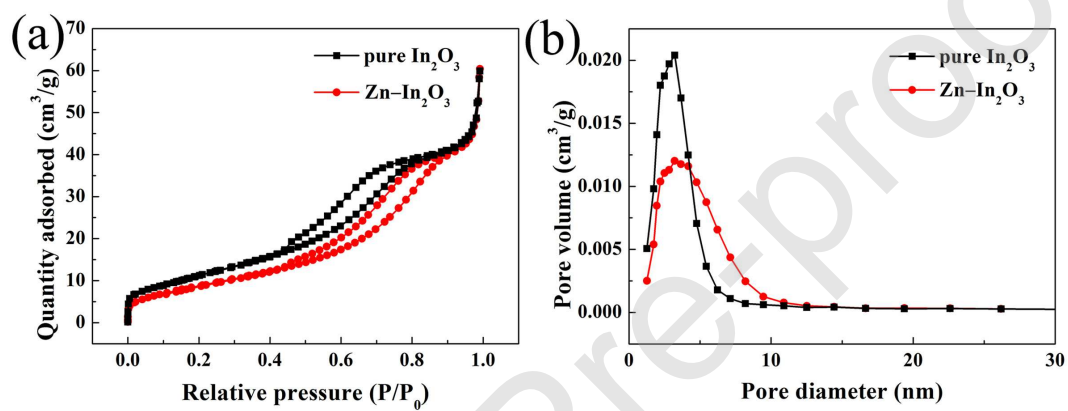 (a)
70
60
50
40
30
20
10
0
Quantity adsorbed (cm³/g)
pure In₂O₃
Zn–In₂O₃
0.0 0.2 0.4 0.6 0.8 1.0
Relative pressure (P/P₀)
(b)
0.020
0.015
0.010
0.005
0.000
Pore volume (cm³/g)
pure In₂O₃
Zn–In₂O₃
0 10 20 30
Pore diameter (nm)
Pre-proo